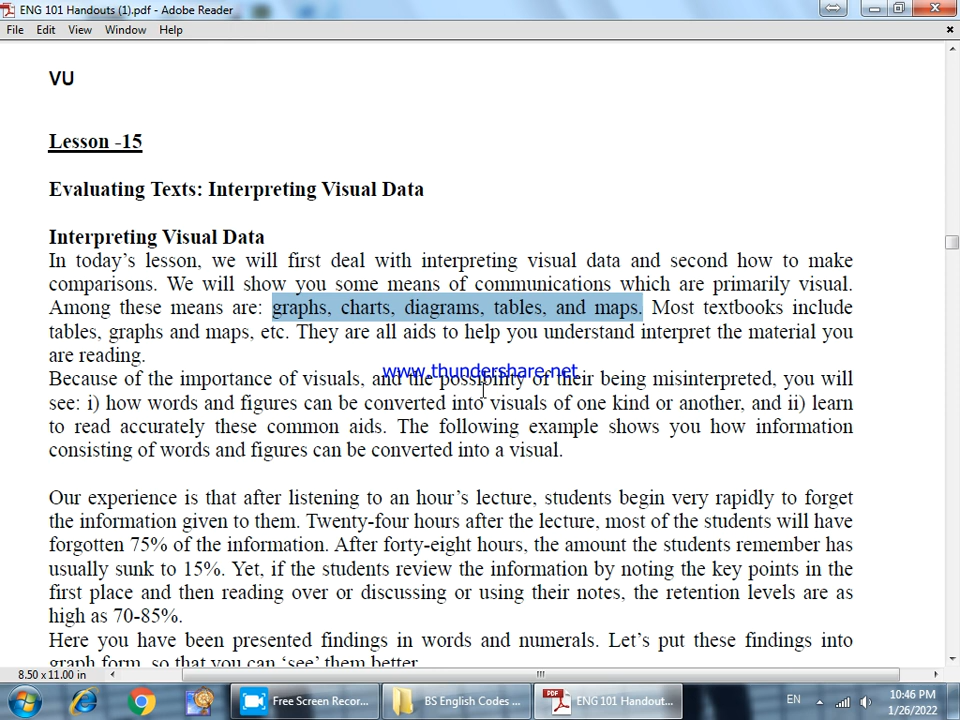 ENG 101 Handouts (1).pdf - Adobe Reader
File Edit View Window Help
VU
Lesson -15
Evaluating Texts: Interpreting Visual Data
Interpreting Visual Data
In today's lesson, we will first deal with interpreting visual data and second how to make
comparisons. We will show you some means of communications which are primarily visual.
Among these means are: graphs, charts, diagrams, tables, and maps. Most textbooks include
tables, graphs and maps, etc. They are all aids to help you understand interpret the material you
are reading.
www.thundershare.net
Because of the importance of visuals, and the possibility of their being misinterpreted, you will
see: i) how words and figures can be converted into visuals of one kind or another, and ii) learn
to read accurately these common aids. The following example shows you how information
consisting of words and figures can be converted into a visual.
Our experience is that after listening to an hour's lecture, students begin very rapidly to forget
the information given to them. Twenty-four hours after the lecture, most of the students will have
forgotten 75% of the information. After forty-eight hours, the amount the students remember has
usually sunk to 15%. Yet, if the students review the information by noting the key points in the
first place and then reading over or discussing or using their notes, the retention levels are as
high as 70-85%.
Here you have been presented findings in words and numerals. Let's put these findings into
graph form, so that you can 'see' them better.
8.50 x 11.00 in
Free Screen Recor... BS English Codes ... ENG 101 Handout... EN 10:46 PM
1/26/2022